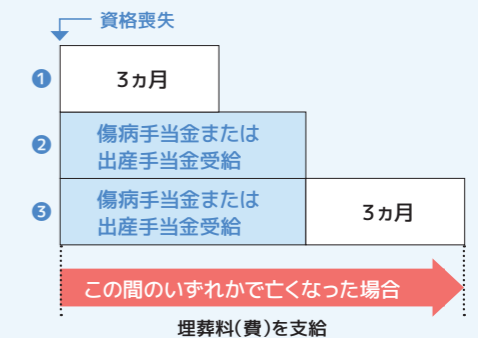 資格喪失
❶ 3ヵ月
❷ 傷病手当金または
出産手当金受給
❸ 傷病手当金または
出産手当金受給
3ヵ月
この間のいずれかで亡くなった場合
埋葬料(費)を支給